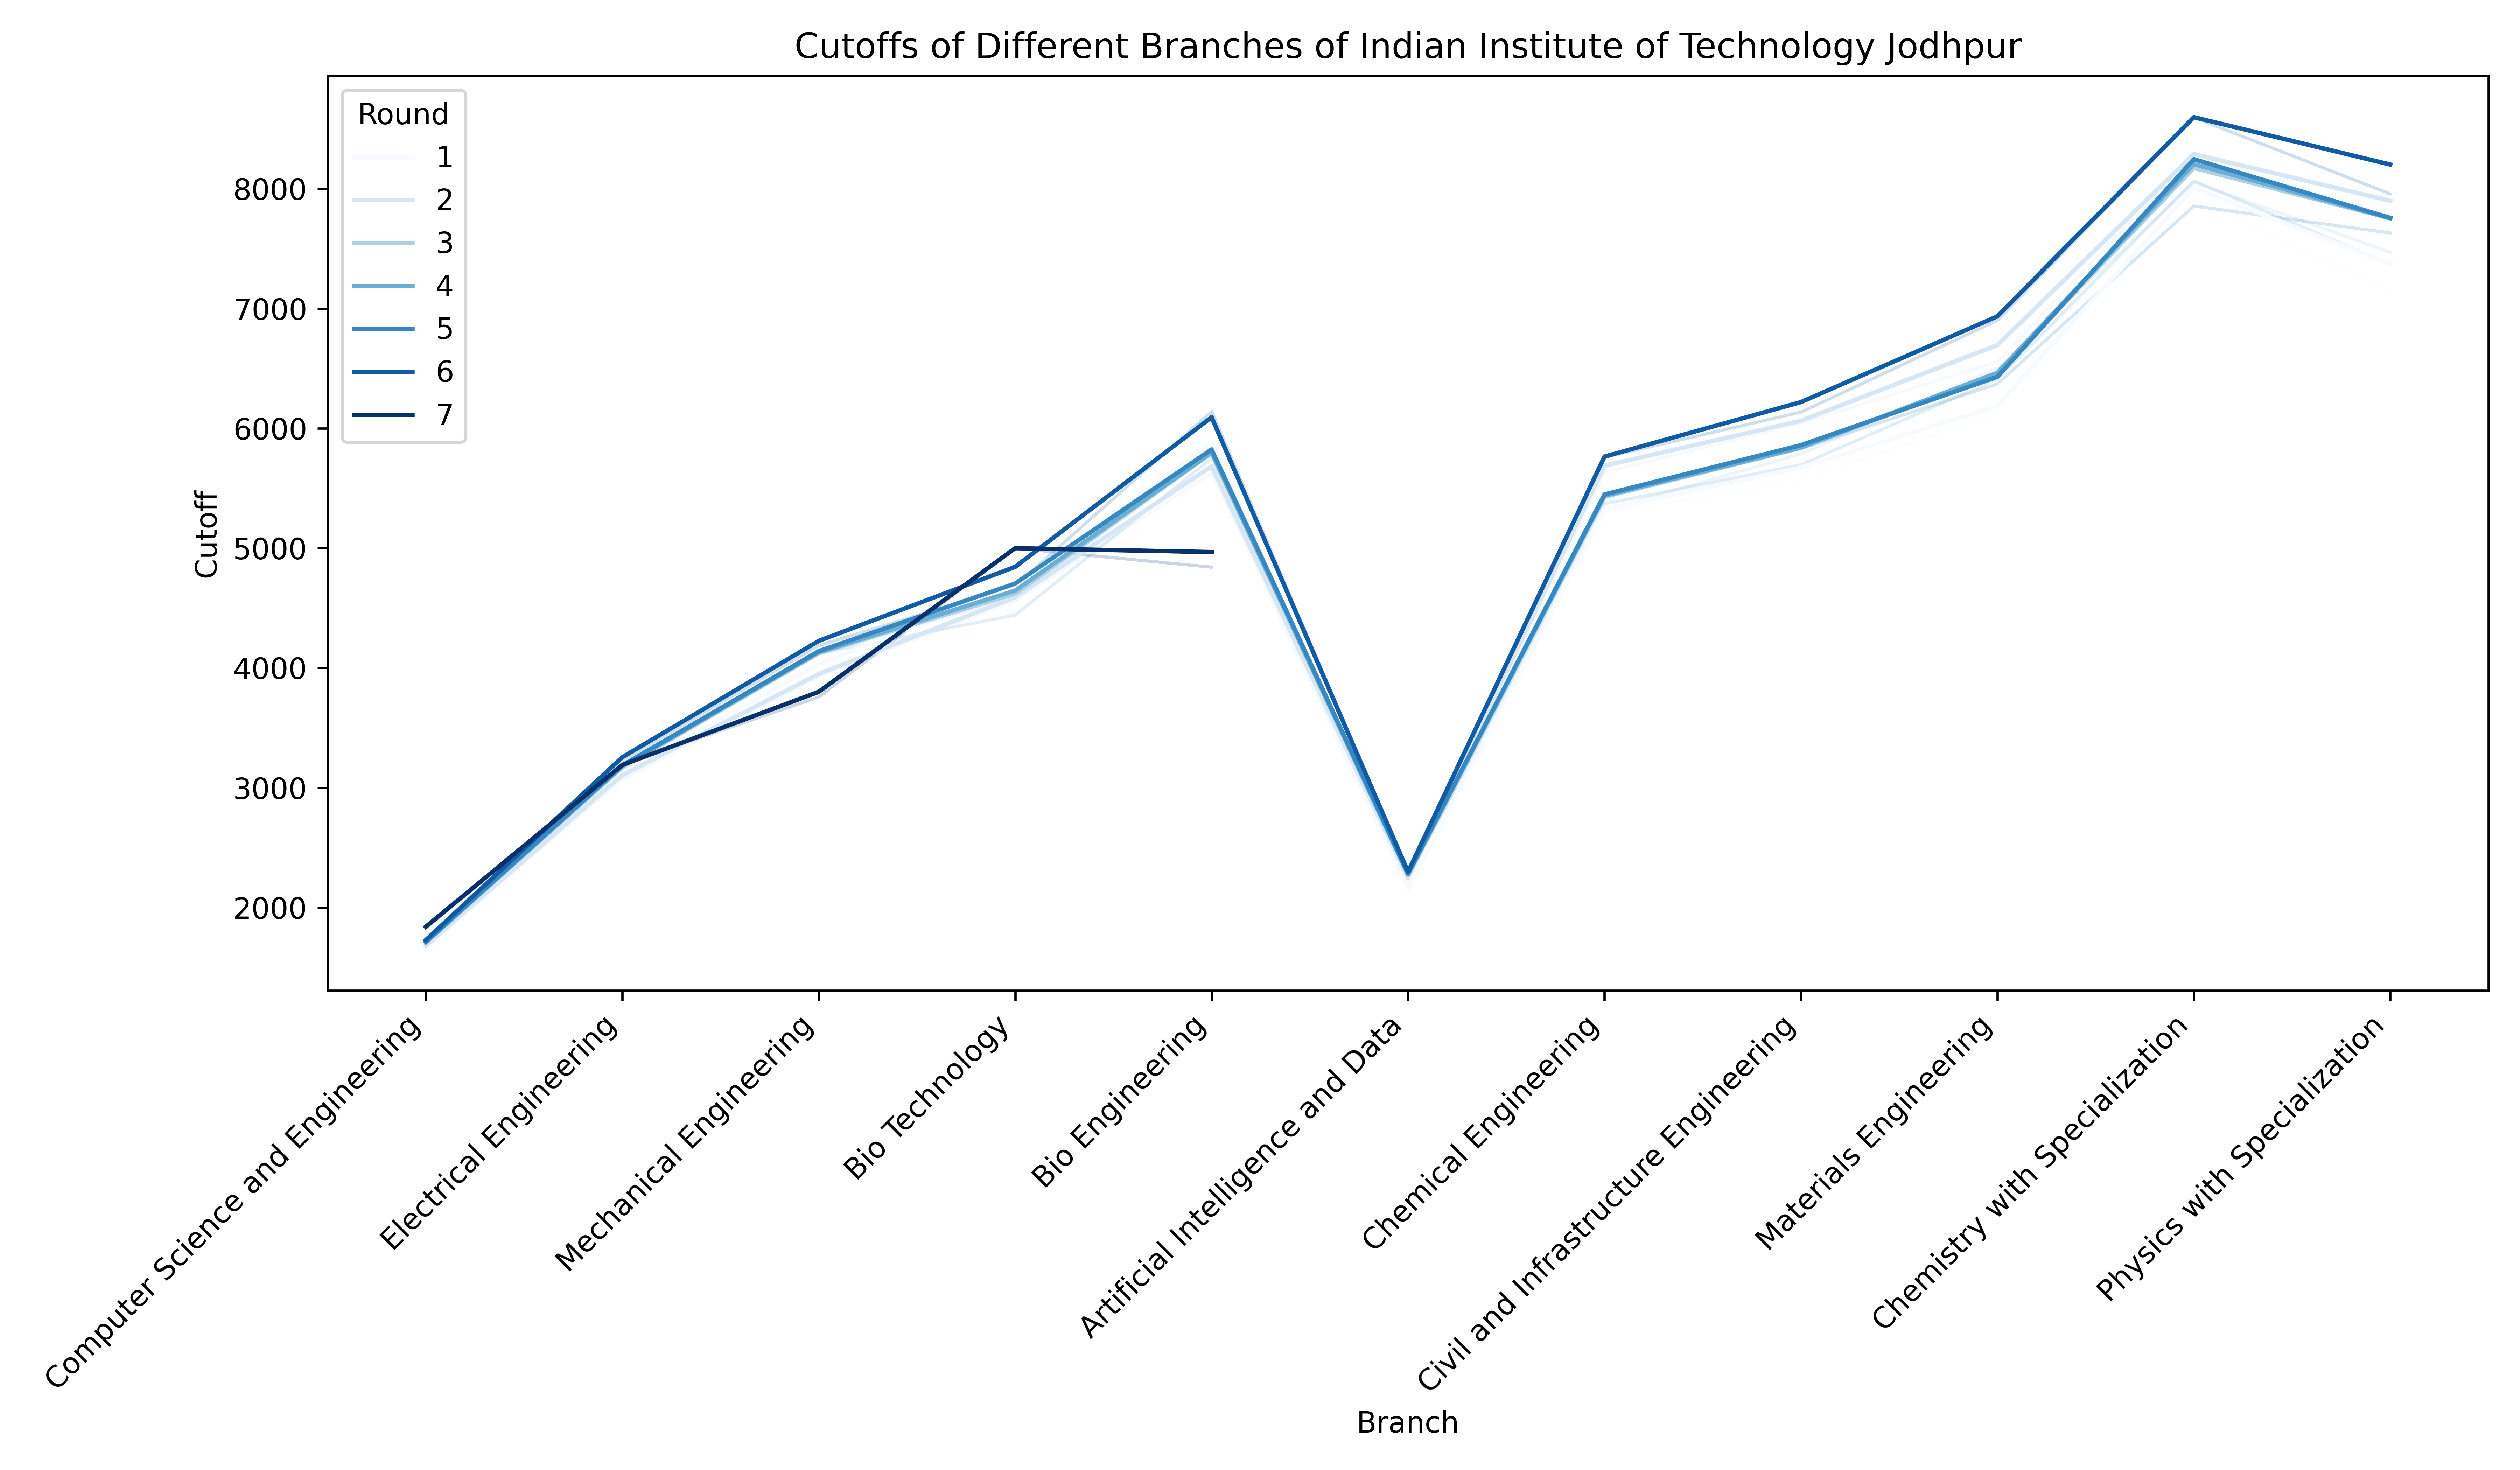 Cutoffs of Different Branches of Indian Institute of Technology Jodhpur
Round
1
2
3
4
5
6
7
8000
7000
6000
5000
4000
3000
2000
Cutoff
Computer Science and Engineering
Electrical Engineering
Mechanical Engineering
Bio Technology
Bio Engineering
Artificial Intelligence and Data
Chemical Engineering
Civil and Infrastructure Engineering
Materials Engineering
Chemistry with Specialization
Physics with Specialization
Branch